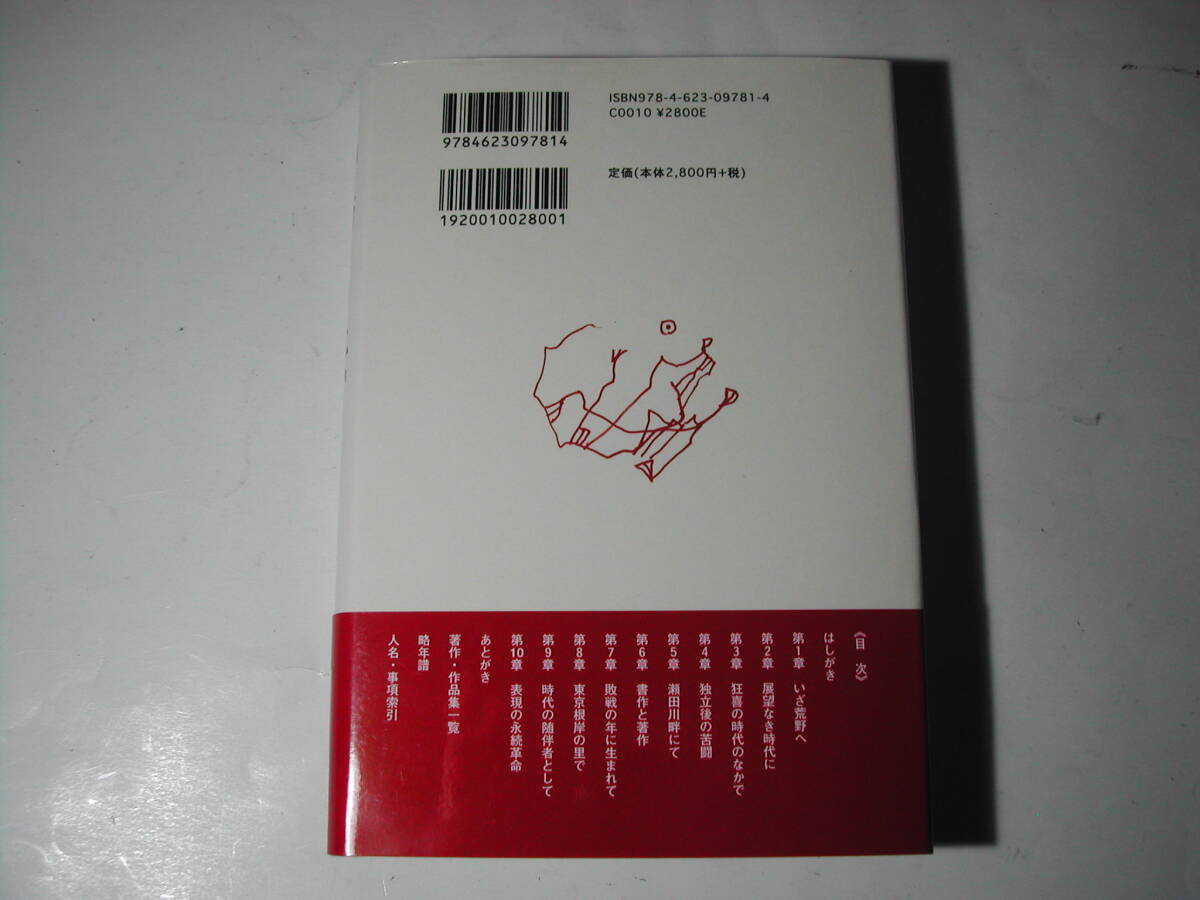 ISBN978-4-623-09781-4
C0010 ¥2800E
9784623097814
定価(本体2,800円+税)
1920010028001
《目 次》
はしがき
第1章 いざ荒野へ
第2章 展望なき時代に
第3章 狂喜の時代のなかで
第4章 独立後の苦闘
第5章 瀬田川畔にて
第6章 書作と著作
第7章 敗戦の年に生まれて
第8章 東京根岸の里で
第9章 時代の随伴者として
第10章 表現の永続革命
あとがき
著作・作品集一覧
略年譜
人名・事項索引